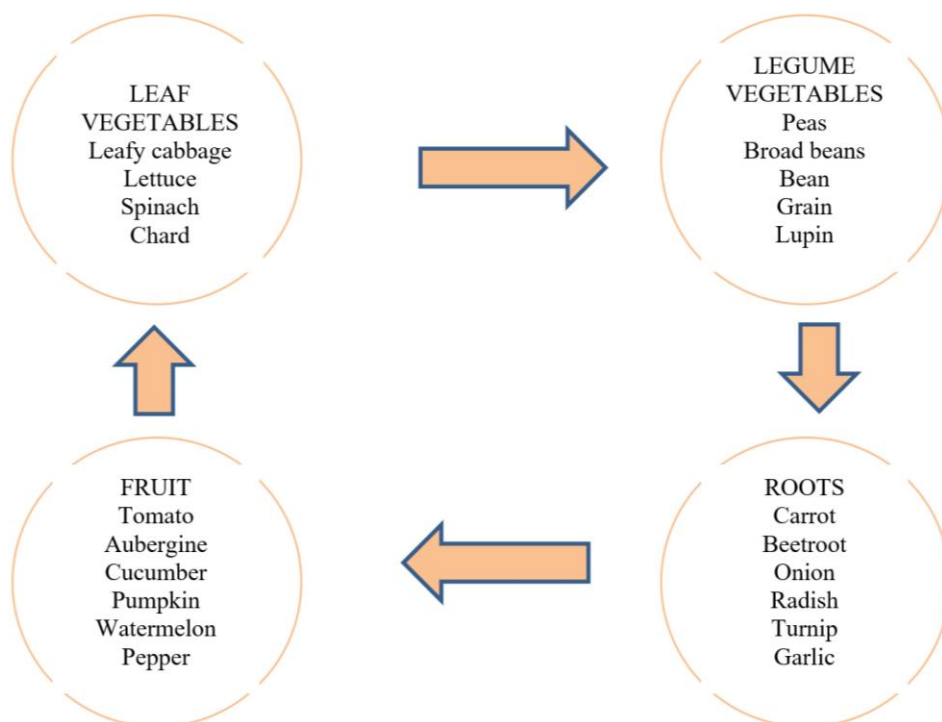 LEAF
VEGETABLES
Leafy cabbage
Lettuce
Spinach
Chard
LEGUME
VEGETABLES
Peas
Broad beans
Bean
Grain
Lupin
FRUIT
Tomato
Aubergine
Cucumber
Pumpkin
Watermelon
Pepper
ROOTS
Carrot
Beetroot
Onion
Radish
Turnip
Garlic